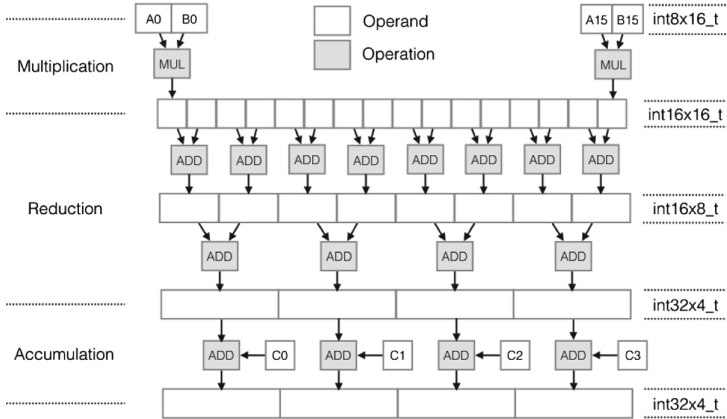 A0 B0 Operand A15 B15 int8x16_t
Multiplication MUL Operation MUL
int16x16_t
ADD ADD ADD ADD ADD ADD ADD ADD
Reduction int16x8_t
ADD ADD ADD ADD
int32x4_t
Accumulation ADD C0 ADD C1 ADD C2 ADD C3
int32x4_t